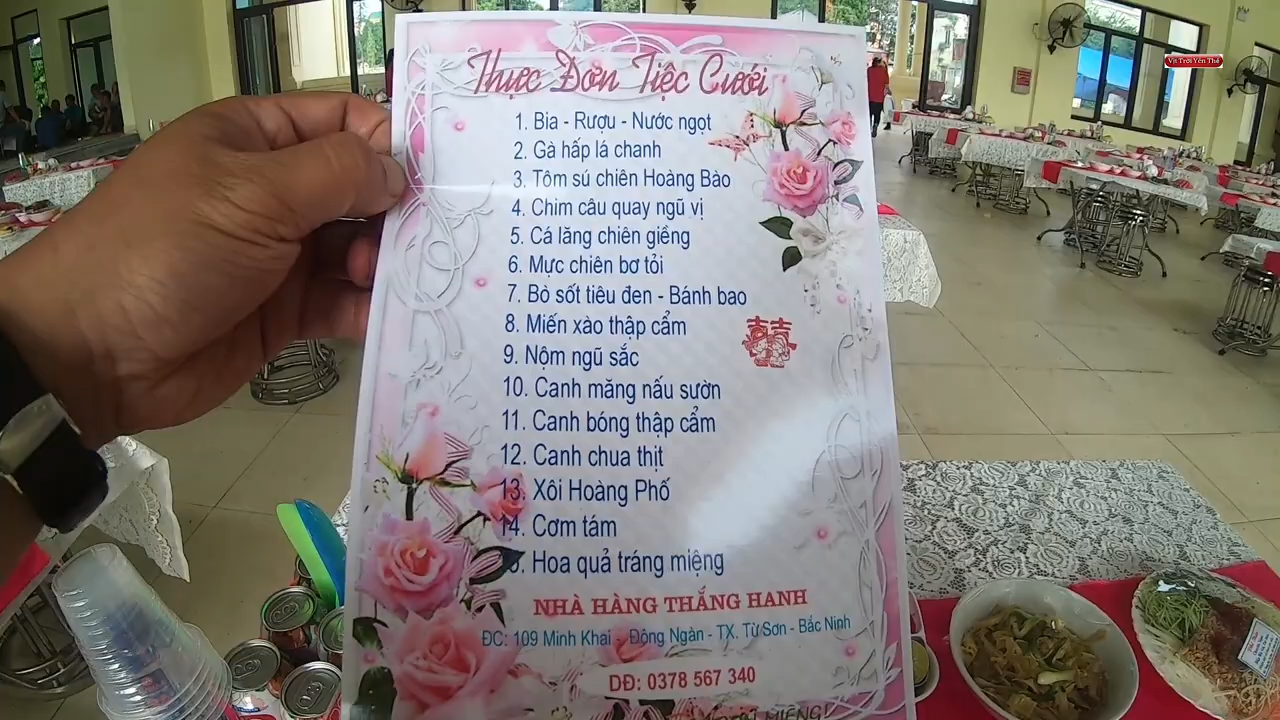 Vịt Trời Yên Thế
Thực Đơn Tiệc Cưới
1. Bia - Rượu - Nước ngọt
2. Gà hấp lá chanh
3. Tôm sú chiên Hoàng Bào
4. Chim câu quay ngũ vị
5. Cá lăng chiên giềng
6. Mực chiên bơ tỏi
7. Bò sốt tiêu đen - Bánh bao
8. Miến xào thập cẩm
9. Nộm ngũ sắc
10. Canh măng nấu sườn
11. Canh bóng thập cẩm
12. Canh chua thịt
13. Xôi Hoàng Phố
14. Cơm tám
15. Hoa quả tráng miệng
囍
NHÀ HÀNG THẮNG HẠNH
ĐC: 109 Minh Khai - Đông Ngàn - TX. Từ Sơn - Bắc Ninh
DĐ: 0378 567 340